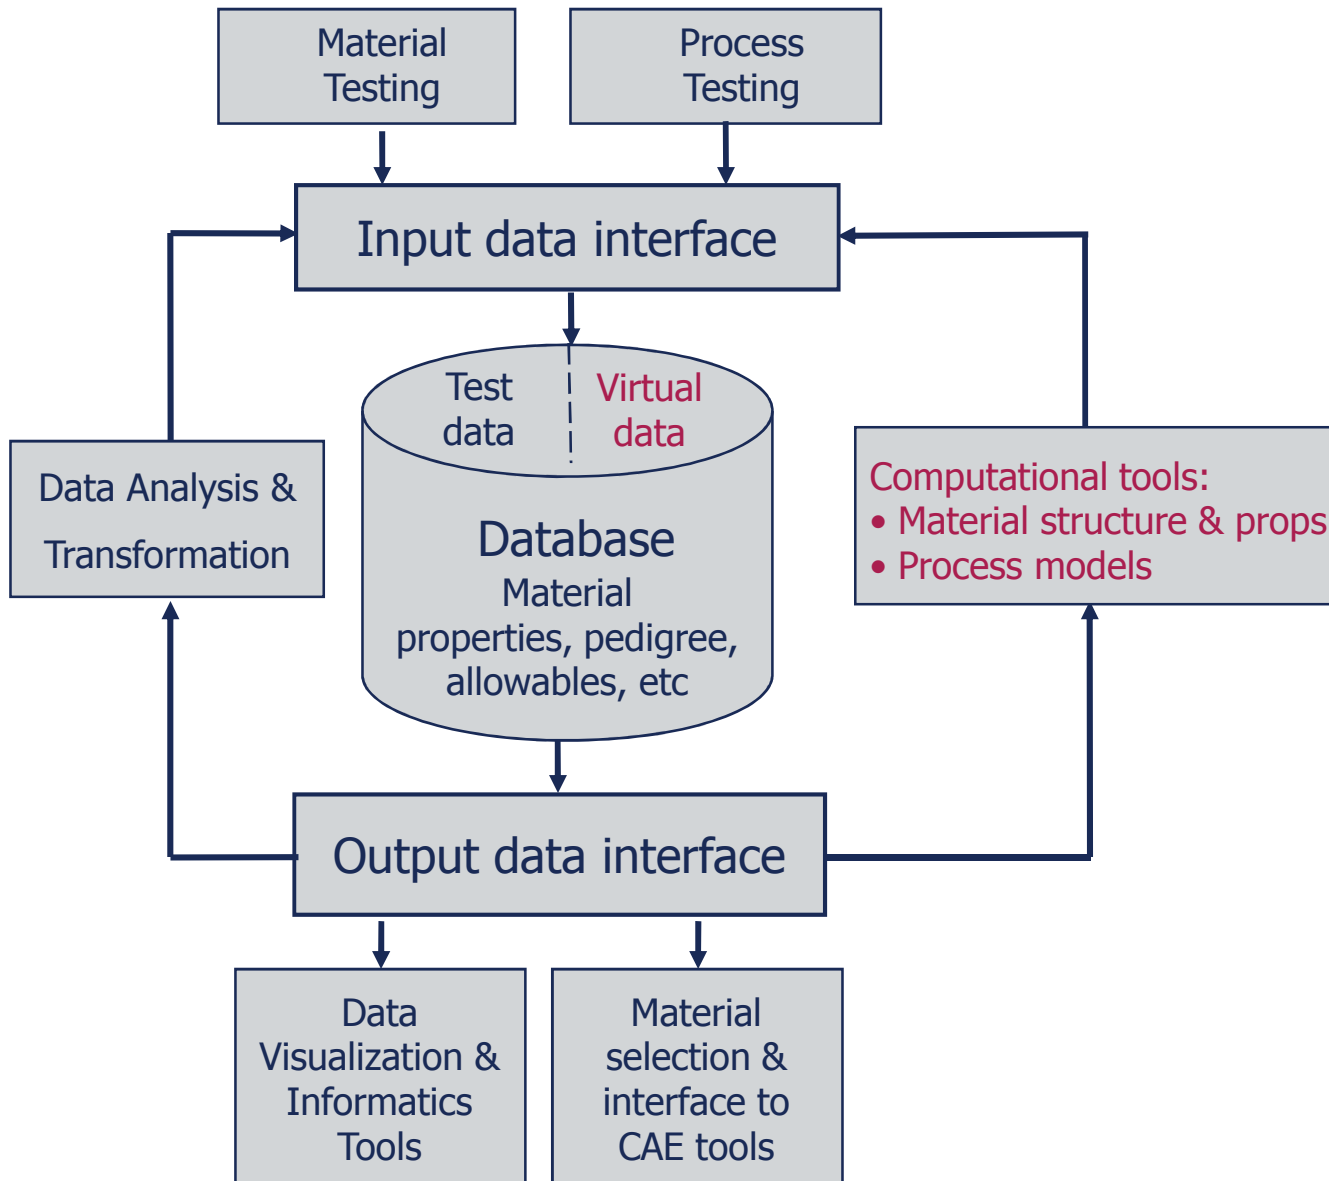 Material
Testing
Process
Testing
Input data interface
Test
data
Virtual
data
Database
Material
properties, pedigree,
allowables, etc
Data Analysis &
Transformation
Computational tools:
• Material structure & props
• Process models
Output data interface
Data
Visualization &
Informatics
Tools
Material
selection &
interface to
CAE tools